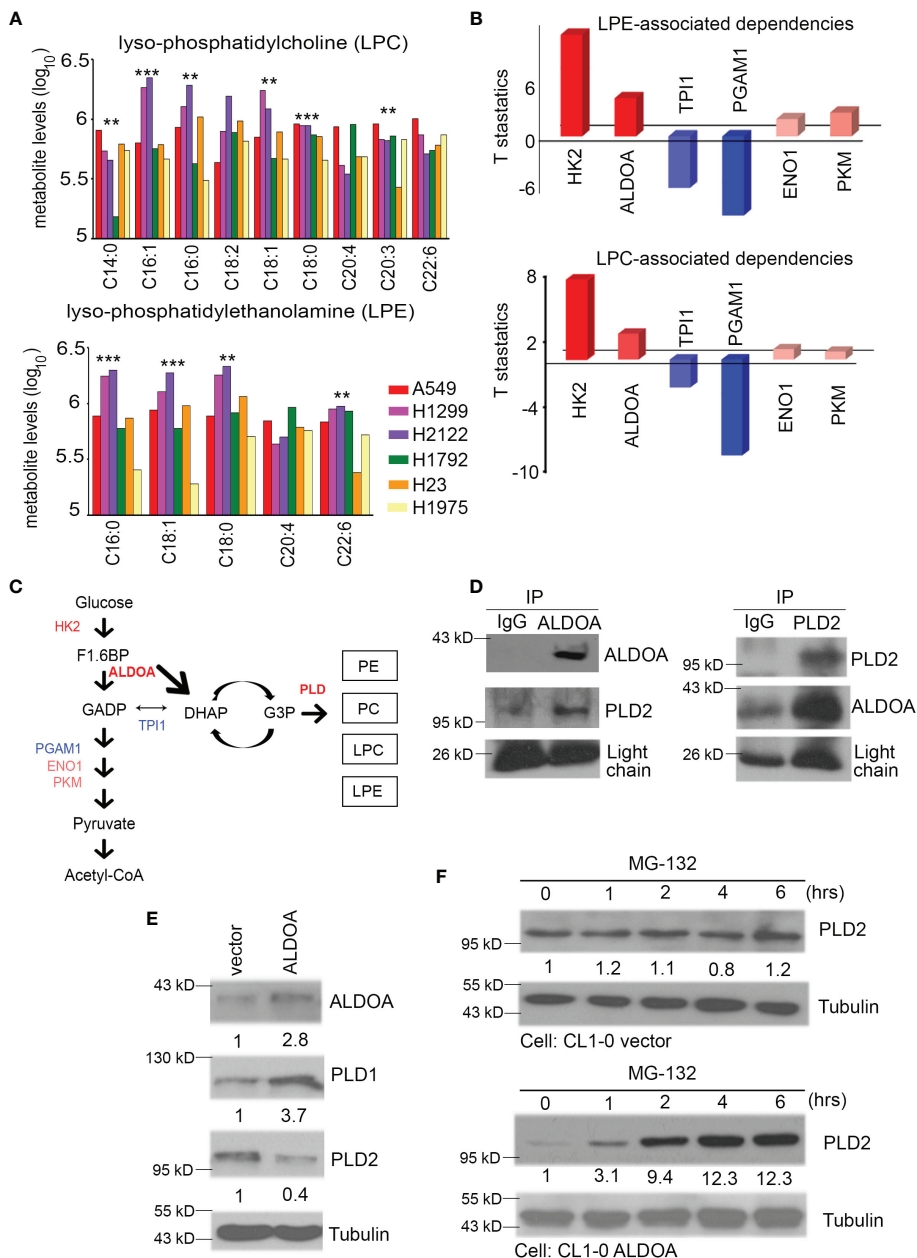 A
lyso-phosphatidylcholine (LPC)
metabolite levels (log10)
6.5
6
5.5
5
** *** ** ** *** **
C14:0 C16:1 C16:0 C18:2 C18:1 C18:0 C20:4 C20:3 C22:6
lyso-phosphatidylethanolamine (LPE)
metabolite levels (log10)
6.5
6
5.5
5
*** *** ** **
C16:0 C18:1 C18:0 C20:4 C22:6
A549
H1299
H2122
H1792
H23
H1975
B
LPE-associated dependencies
T stastatics
6
0
-6
HK2 ALDOA TPI1 PGAM1 ENO1 PKM
LPC-associated dependencies
T stastatics
8
2
-4
-10
HK2 ALDOA TPI1 PGAM1 ENO1 PKM
C
Glucose
HK2
F1.6BP
ALDOA
GADP
TPI1
DHAP
G3P
PLD
PE
PC
LPC
LPE
PGAM1
ENO1
PKM
Pyruvate
Acetyl-CoA
D
IP
IgG ALDOA
43 kD
ALDOA
PLD2
95 kD
26 kD
Light
chain
IP
IgG PLD2
PLD2
95 kD
43 kD
ALDOA
26 kD
Light
chain
E
vector ALDOA
43 kD
ALDOA
1 2.8
130 kD
PLD1
1 3.7
PLD2
95 kD
1 0.4
55 kD
Tubulin
43 kD
F
MG-132
0 1 2 4 6 (hrs)
PLD2
95 kD
1 1.2 1.1 0.8 1.2
55 kD
43 kD
Tubulin
Cell: CL1-0 vector
MG-132
0 1 2 4 6 (hrs)
PLD2
95 kD
1 3.1 9.4 12.3 12.3
55 kD
43 kD
Tubulin
Cell: CL1-0 ALDOA